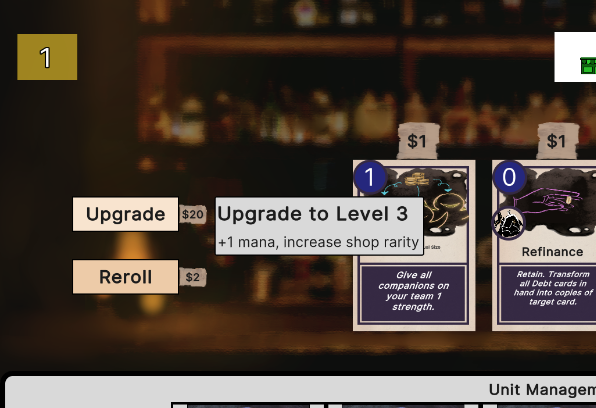 1
$1
$1
1
0
Upgrade
$20
Upgrade to Level 3
+1 mana, increase shop rarity
Size
Refinance
Reroll
$2
Give all
companions on
your team 1
strength.
Retain. Transform
all Debt cards in
hand into copies of
target card.
Unit Managem